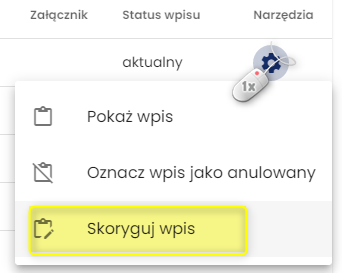 Załącznik Status wpisu Narzędzia
aktualny
1x
Pokaż wpis
Oznacz wpis jako anulowany
Skoryguj wpis